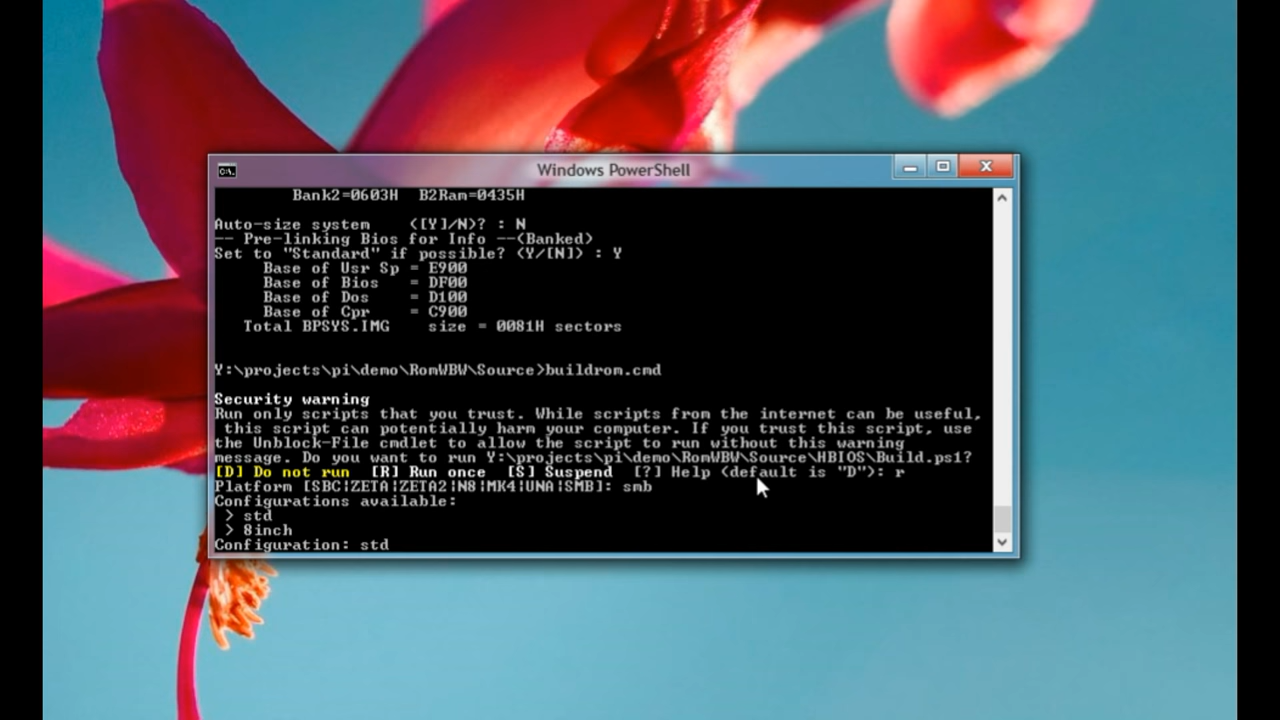 Windows PowerShell
Bank2=0603H B2Ram=0435H
Auto-size system ([Y]/N)? : N
-- Pre-linking Bios for Info --(Banked)
Set to "Standard" if possible? (Y/[N]) : Y
Base of Usr Sp = E900
Base of Bios = DF00
Base of Dos = D100
Base of Cpr = C900
Total BPSYS.IMG size = 0081H sectors
Y:\projects\pi\demo\RomWBW\Source>buildrom.cmd
Security warning
Run only scripts that you trust. While scripts from the internet can be useful,
this script can potentially harm your computer. If you trust this script, use
the Unblock-File cmdlet to allow the script to run without this warning
message. Do you want to run Y:\projects\pi\demo\RomWBW\Source\HBIOS\Build.ps1?
[D] Do not run [R] Run once [S] Suspend [?] Help (default is "D"): r
Platform [SBC|ZETA|ZETA2|N8|MK4|UNA|SMB]: smb
Configurations available:
> std
> 8inch
Configuration: std